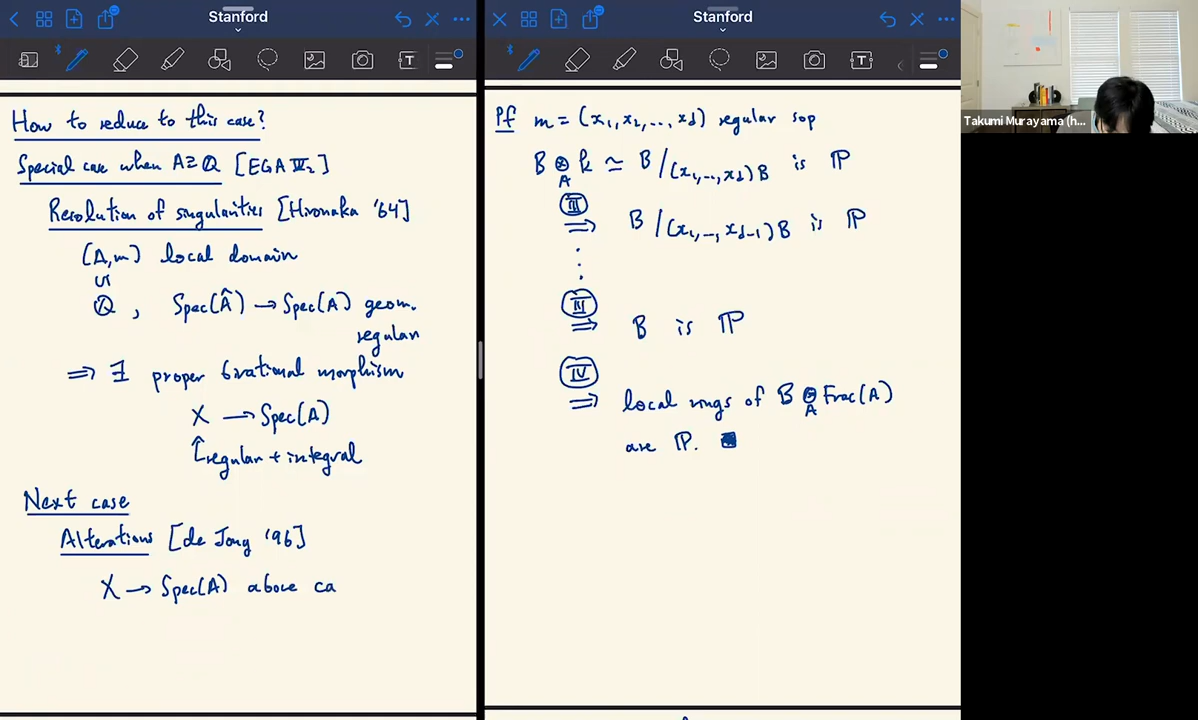 Stanford
How to reduce to this case?
Special case when A ⊇ ℚ [EGA IV₂]
Resolution of singularities [Hironaka '64]
(A,m) local domain
∪ı
ℚ , Spec(Â) → Spec(A) geom.
regular
⟹ ∃ proper birational morphism
X ⟶ Spec(A)
↑ regular + integral
Next case
Alterations [de Jong '96]
X → Spec(A) above ca
Stanford
Pf m = (x₁, x₂, ..., x_d) regular sop
B ⊗_A k ≃ B/(x₁,...,x_d)B is ℙ
(III) ⟹ B/(x₁,...,x_{d-1})B is ℙ
⋮
(III) ⟹ B is ℙ
(IV) ⟹ local rings of B ⊗_A Frac(A)
are ℙ. ■
Takumi Murayama (h...